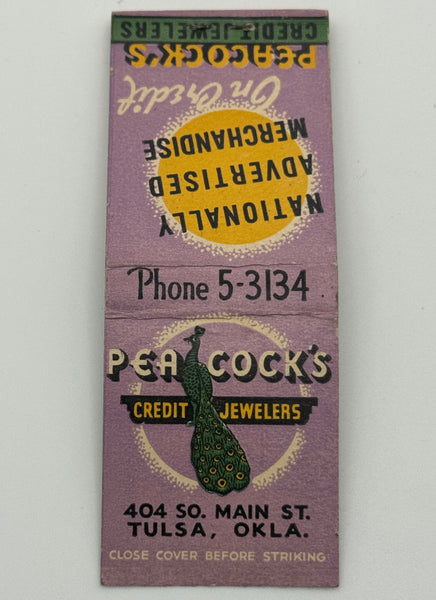 CREDIT JEWELERS
PEACOCK'S
On Credit
NATIONALLY
ADVERTISED
MERCHANDISE
Phone 5-3134
PEACOCK'S
CREDIT JEWELERS
404 SO. MAIN ST.
TULSA, OKLA.
CLOSE COVER BEFORE STRIKING